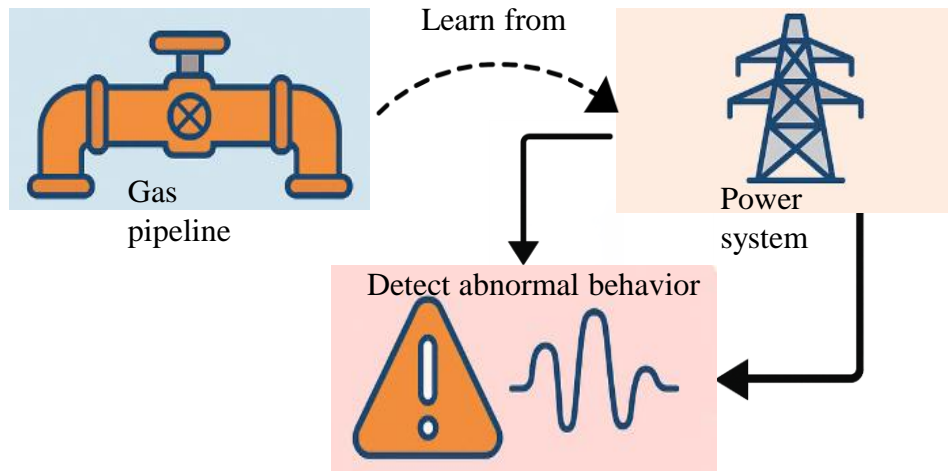 Learn from
Gas
pipeline
Power
system
Detect abnormal behavior